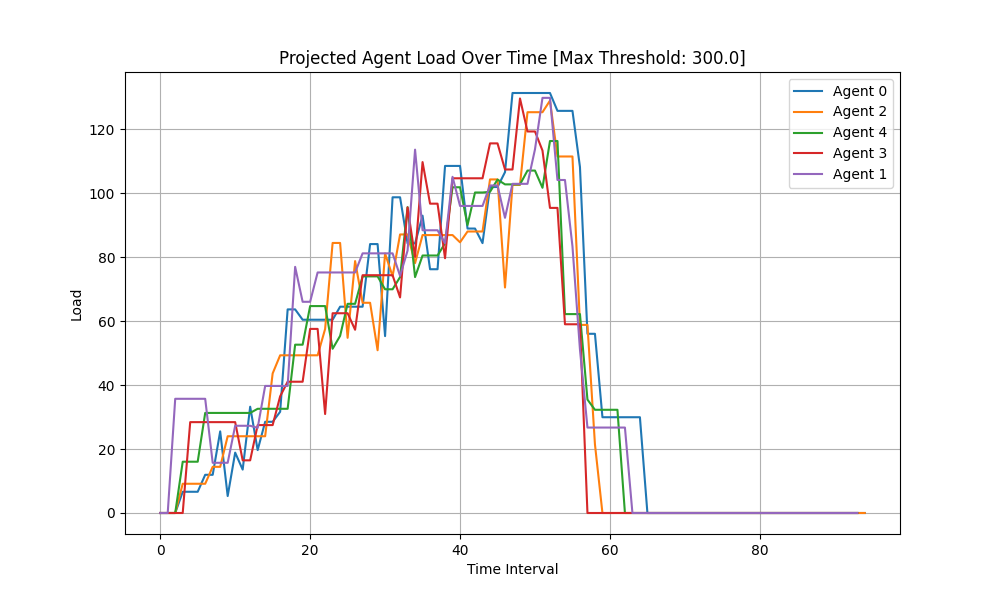 Projected Agent Load Over Time [Max Threshold: 300.0]
Agent 0
Agent 2
Agent 4
Agent 3
Agent 1
Load
120
100
80
60
40
20
0
0 20 40 60 80
Time Interval